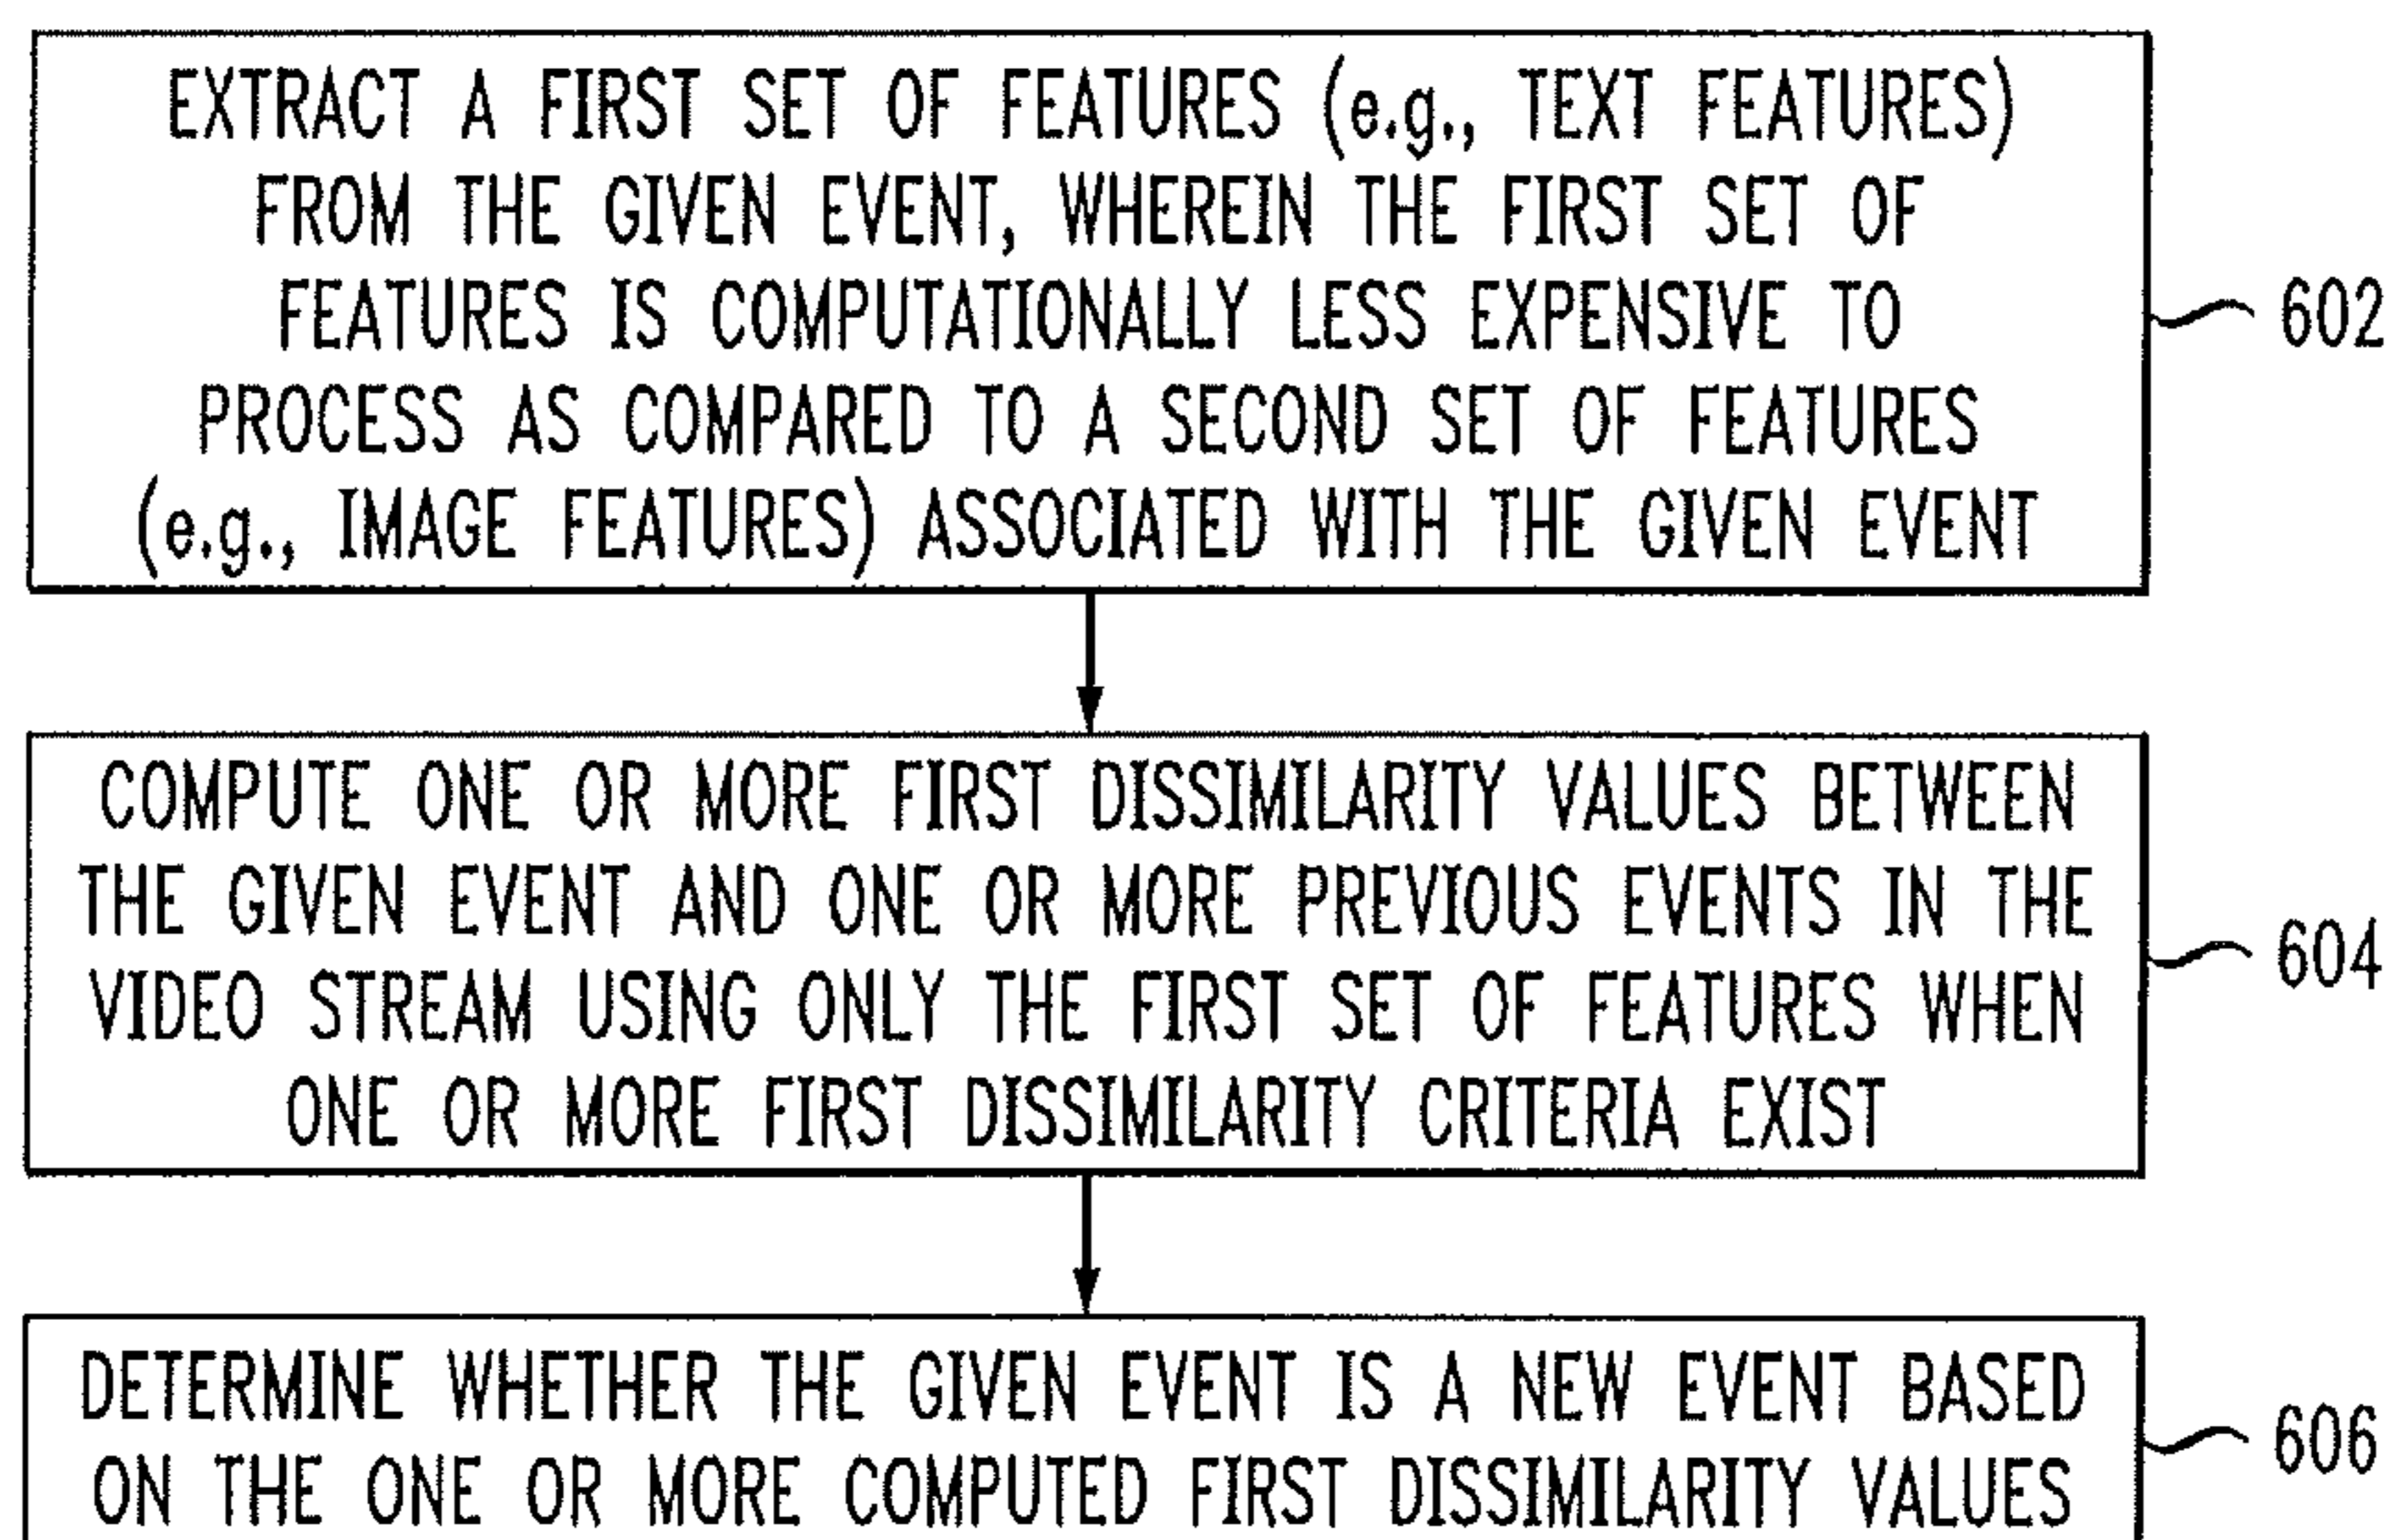 EXTRACT A FIRST SET OF FEATURES (e.g., TEXT FEATURES)
FROM THE GIVEN EVENT, WHEREIN THE FIRST SET OF
FEATURES IS COMPUTATIONALLY LESS EXPENSIVE TO
PROCESS AS COMPARED TO A SECOND SET OF FEATURES
(e.g., IMAGE FEATURES) ASSOCIATED WITH THE GIVEN EVENT
602
COMPUTE ONE OR MORE FIRST DISSIMILARITY VALUES BETWEEN
THE GIVEN EVENT AND ONE OR MORE PREVIOUS EVENTS IN THE
VIDEO STREAM USING ONLY THE FIRST SET OF FEATURES WHEN
ONE OR MORE FIRST DISSIMILARITY CRITERIA EXIST
604
DETERMINE WHETHER THE GIVEN EVENT IS A NEW EVENT BASED
ON THE ONE OR MORE COMPUTED FIRST DISSIMILARITY VALUES
606